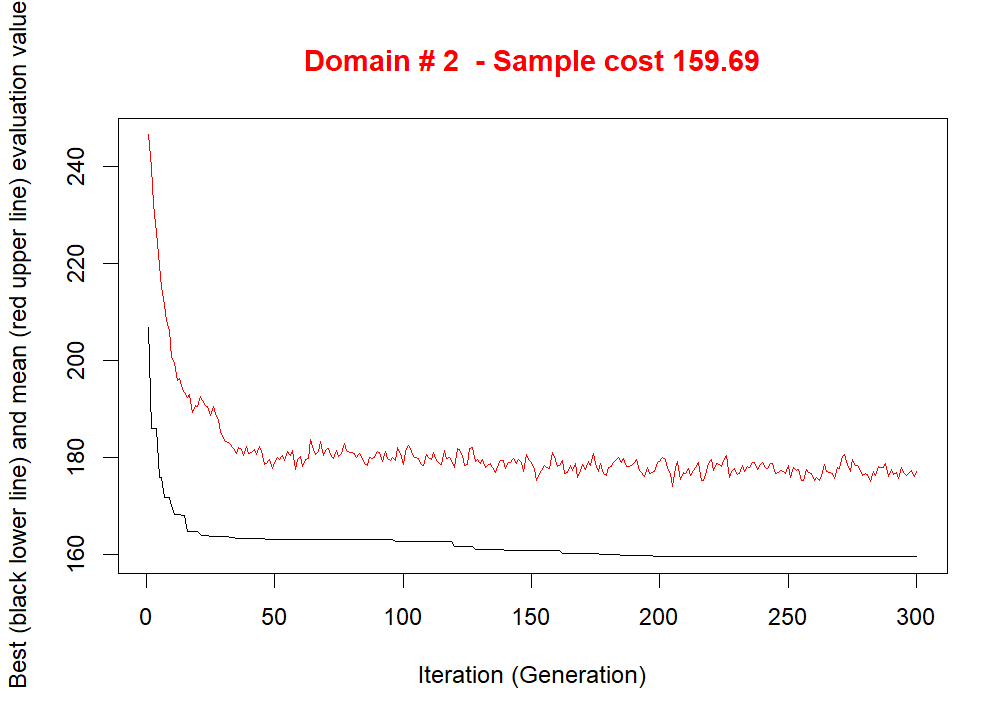 Domain # 2  - Sample cost 159.69
Best (black lower line) and mean (red upper line) evaluation value
240
220
200
180
160
0 50 100 150 200 250 300
Iteration (Generation)